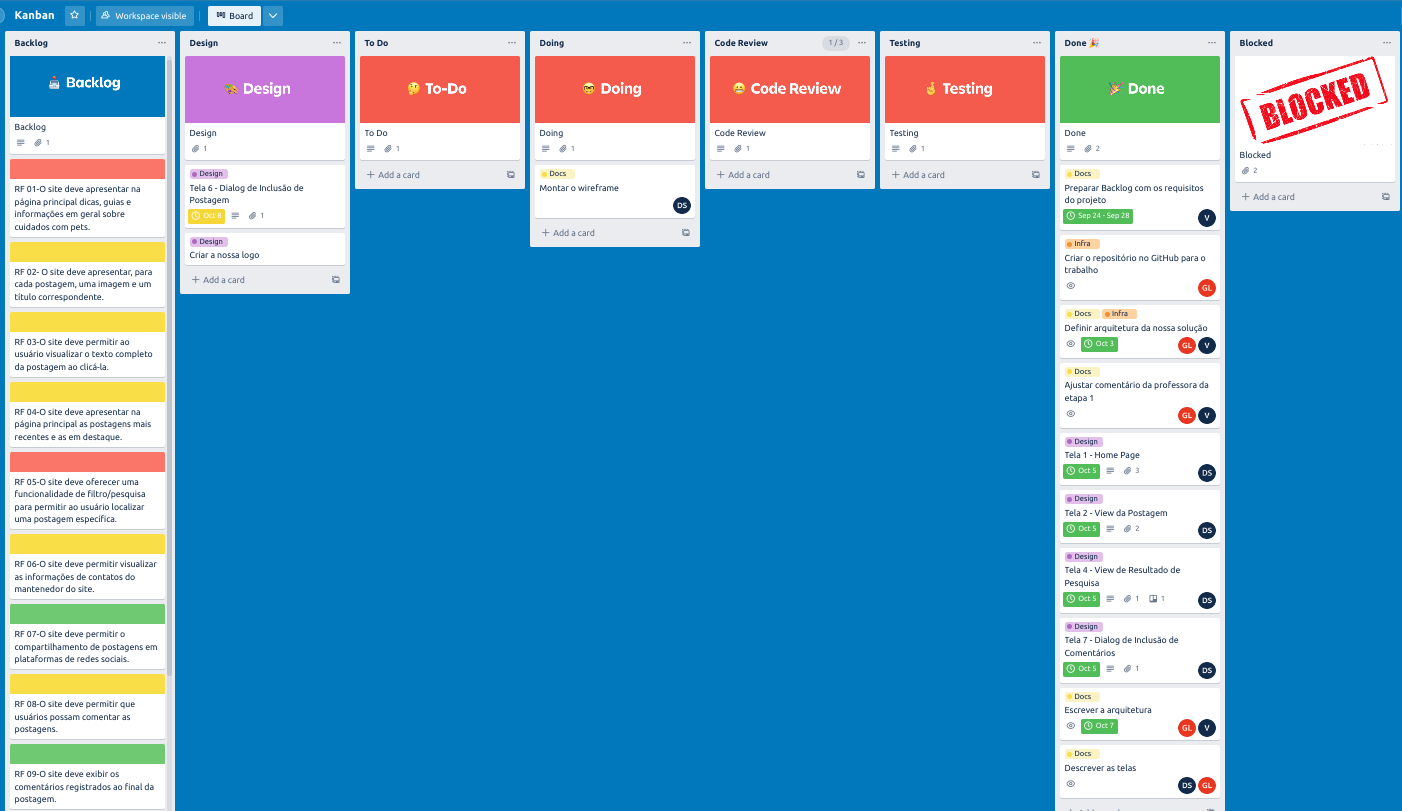 Kanban
Workspace visible
Board
Backlog
Backlog
Backlog
1
RF 01-O site deve apresentar na
página principal dicas, guias e
informações em geral sobre
cuidados com pets.
RF 02- O site deve apresentar, para
cada postagem, uma imagem e um
título correspondente.
RF 03-O site deve permitir ao
usuário visualizar o texto completo
da postagem ao clicá-la.
RF 04-O site deve apresentar na
página principal as postagens mais
recentes e as em destaque.
RF 05-O site deve oferecer uma
funcionalidade de filtro/pesquisa
para permitir ao usuário localizar
uma postagem específica.
RF 06-O site deve permitir visualizar
as informações de contatos do
mantenedor do site.
RF 07-O site deve permitir o
compartilhamento de postagens em
plataformas de redes sociais.
RF 08-O site deve permitir que
usuários possam comentar as
postagens.
RF 09-O site deve exibir os
comentários registrados ao final da
postagem.
Design
Design
Design
1
Design
Tela 6 - Dialog de Inclusão de
Postagem
Oct 8
1
Design
Criar a nossa logo
+ Add a card
To Do
To-Do
To Do
1
+ Add a card
Doing
Doing
Doing
1
Docs
Montar o wireframe
DS
+ Add a card
Code Review
1 / 3
Code Review
Code Review
1
+ Add a card
Testing
Testing
Testing
1
+ Add a card
Done 🎉
Done
Done
2
Docs
Preparar Backlog com os requisitos
do projeto
Sep 24 - Sep 28
V
Infra
Criar o repositório no GitHub para o
trabalho
GL
Docs Infra
Definir arquitetura da nossa solução
Oct 3
GL V
Docs
Ajustar comentário da professora da
etapa 1
GL V
Design
Tela 1 - Home Page
Oct 5
3
DS
Design
Tela 2 - View da Postagem
Oct 5
2
DS
Design
Tela 4 - View de Resultado de
Pesquisa
Oct 5
1
1
DS
Design
Tela 7 - Dialog de Inclusão de
Comentários
Oct 5
1
DS
Docs
Escrever a arquitetura
Oct 7
GL V
Docs
Descrever as telas
DS GL
Blocked
BLOCKED
Blocked
2
+ Add a card